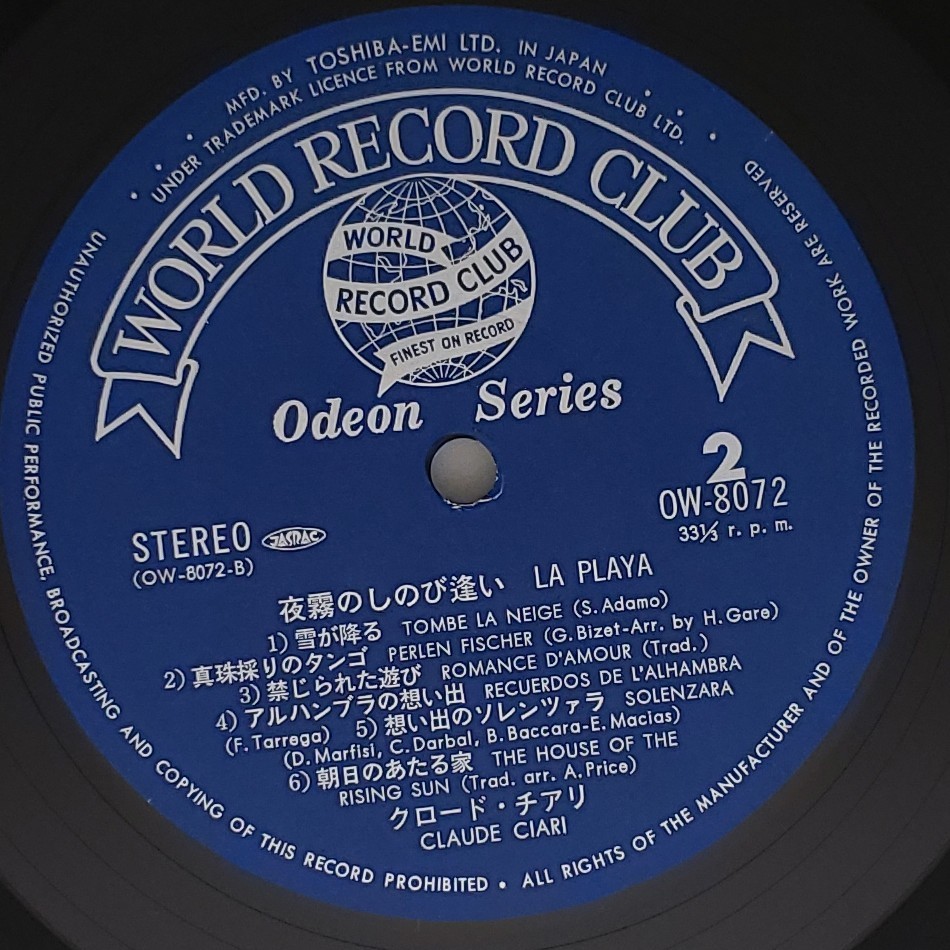 MFD. BY TOSHIBA-EMI LTD. IN JAPAN
UNDER TRADEMARK LICENCE FROM WORLD RECORD CLUB LTD.
WORLD RECORD CLUB
WORLD
RECORD CLUB
FINEST ON RECORD
Odeon Series
2
OW-8072
33⅓ r. p. m.
STEREO JASRAC
(OW-8072-B)
夜霧のしのび逢い LA PLAYA
1) 雪が降る TOMBE LA NEIGE (S. Adamo)
2) 真珠採りのタンゴ PERLEN FISCHER (G. Bizet-Arr. by H. Gare)
3) 禁じられた遊び ROMANCE D'AMOUR (Trad.)
4) アルハンブラの想い出 RECUERDOS DE L'ALHAMBRA
(F. Tarrega) 5) 想い出のソレンツァラ SOLENZARA
(D. Marfisi, C. Darbal, B. Baccara-E. Macias)
6) 朝日のあたる家 THE HOUSE OF THE
RISING SUN (Trad. arr. A. Price)
クロード・チアリ
CLAUDE CIARI
UNAUTHORIZED PUBLIC PERFORMANCE, BROADCASTING AND COPYING OF THIS RECORD PROHIBITED • ALL RIGHTS OF THE MANUFACTURER AND OF THE OWNER OF THE RECORDED WORK ARE RESERVED